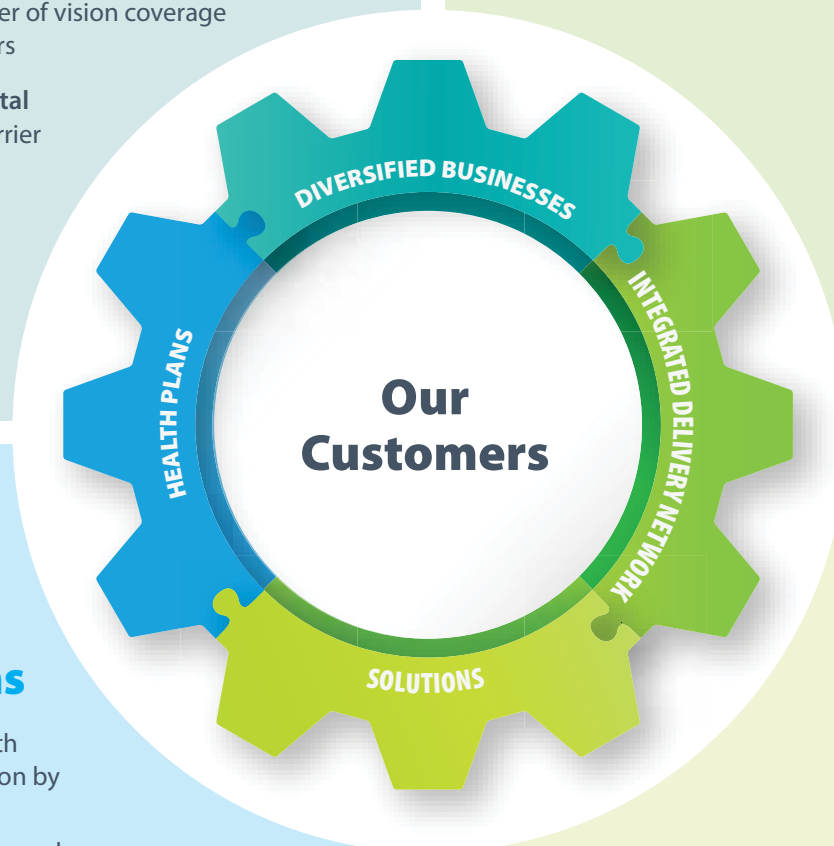 er of vision coverage
rs
tal
rrier
DIVERSIFIED BUSINESSES
HEALTH PLANS
Our
Customers
INTEGRATED DELIVERY NETWORK
SOLUTIONS
ns
th
on by